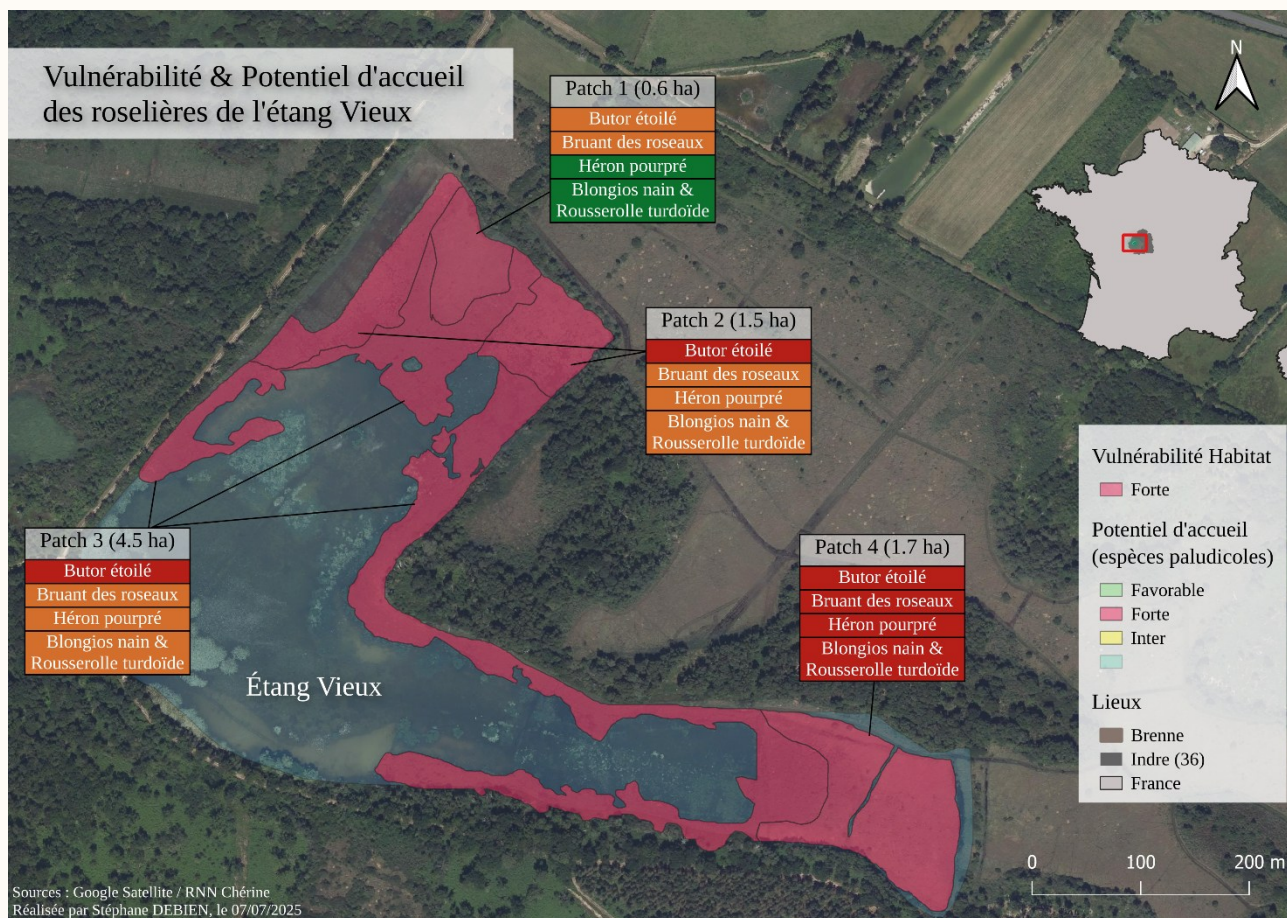 Vulnérabilité & Potentiel d'accueil
des roselières de l'étang Vieux
N
Patch 1 (0.6 ha)
Butor étoilé
Bruant des roseaux
Héron pourpré
Blongios nain &
Rousserolle turdoïde
Patch 2 (1.5 ha)
Butor étoilé
Bruant des roseaux
Héron pourpré
Blongios nain &
Rousserolle turdoïde
Patch 3 (4.5 ha)
Butor étoilé
Bruant des roseaux
Héron pourpré
Blongios nain &
Rousserolle turdoïde
Patch 4 (1.7 ha)
Butor étoilé
Bruant des roseaux
Héron pourpré
Blongios nain &
Rousserolle turdoïde
Étang Vieux
Vulnérabilité Habitat
Forte
Potentiel d'accueil
(espèces paludicoles)
Favorable
Forte
Inter
Lieux
Brenne
Indre (36)
France
0 100 200 m
Sources : Google Satellite / RNN Chérine
Réalisée par Stéphane DEBIEN, le 07/07/2025